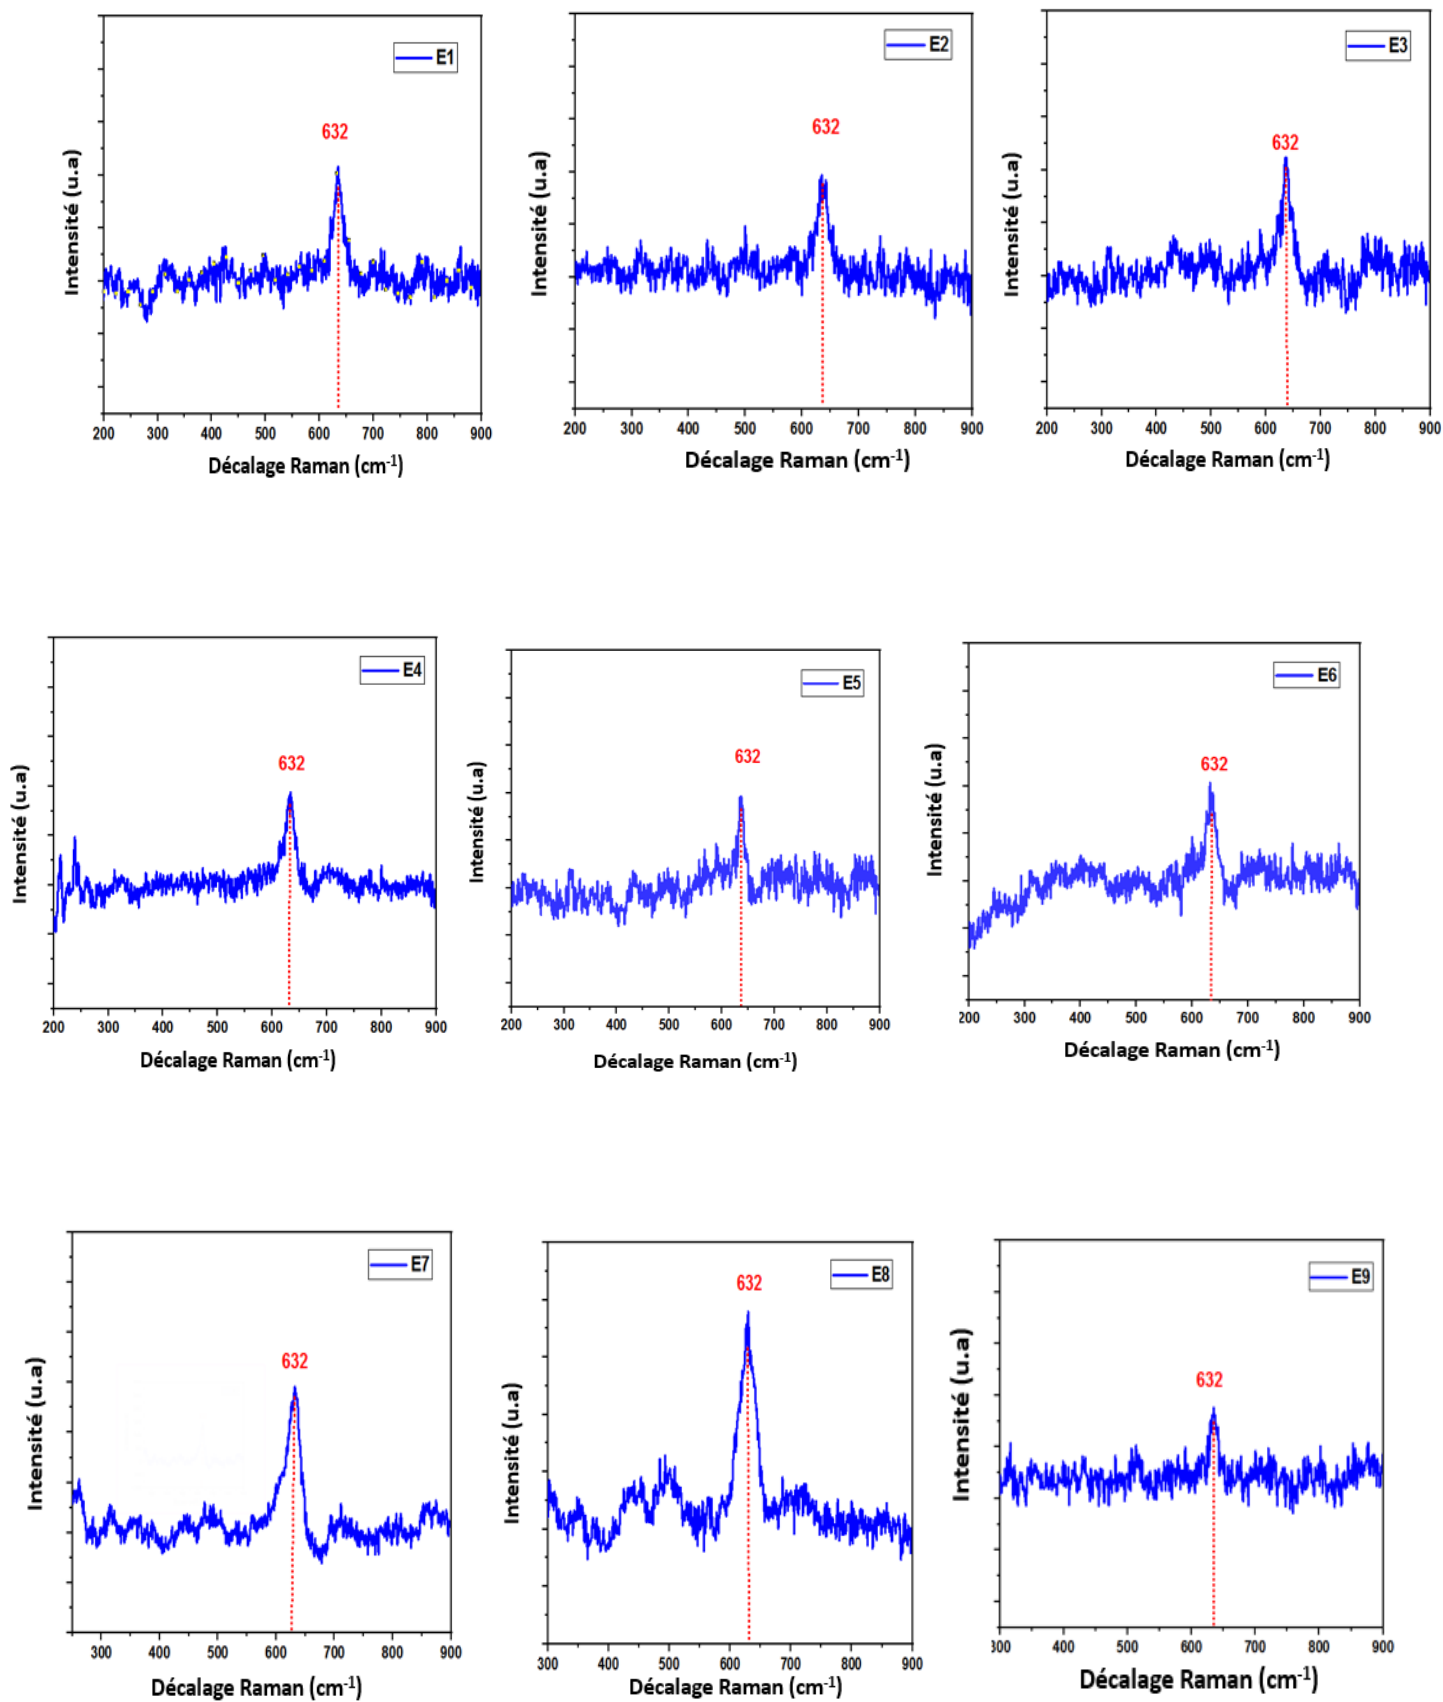 E1
632
Intensité (u.a)
200 300 400 500 600 700 800 900
Décalage Raman (cm-1)
E2
632
Intensité (u.a)
200 300 400 500 600 700 800 900
Décalage Raman (cm-1)
E3
632
Intensité (u.a)
200 300 400 500 600 700 800 900
Décalage Raman (cm-1)
E4
632
Intensité (u.a)
200 300 400 500 600 700 800 900
Décalage Raman (cm-1)
E5
632
Intensité (u.a)
200 300 400 500 600 700 800 900
Décalage Raman (cm-1)
E6
632
Intensité (u.a)
200 300 400 500 600 700 800 900
Décalage Raman (cm-1)
E7
632
Intensité (u.a)
300 400 500 600 700 800 900
Décalage Raman (cm-1)
E8
632
Intensité (u.a)
300 400 500 600 700 800 900
Décalage Raman (cm-1)
E9
632
Intensité (u.a)
300 400 500 600 700 800 900
Décalage Raman (cm-1)